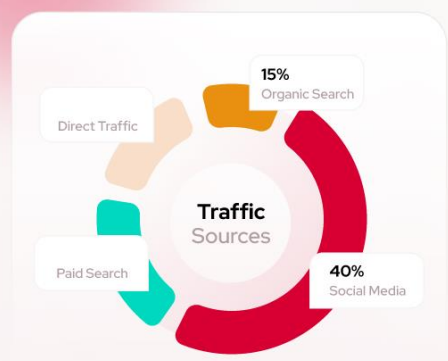 15%
Organic Search
Direct Traffic
Traffic
Sources
Paid Search
40%
Social Media